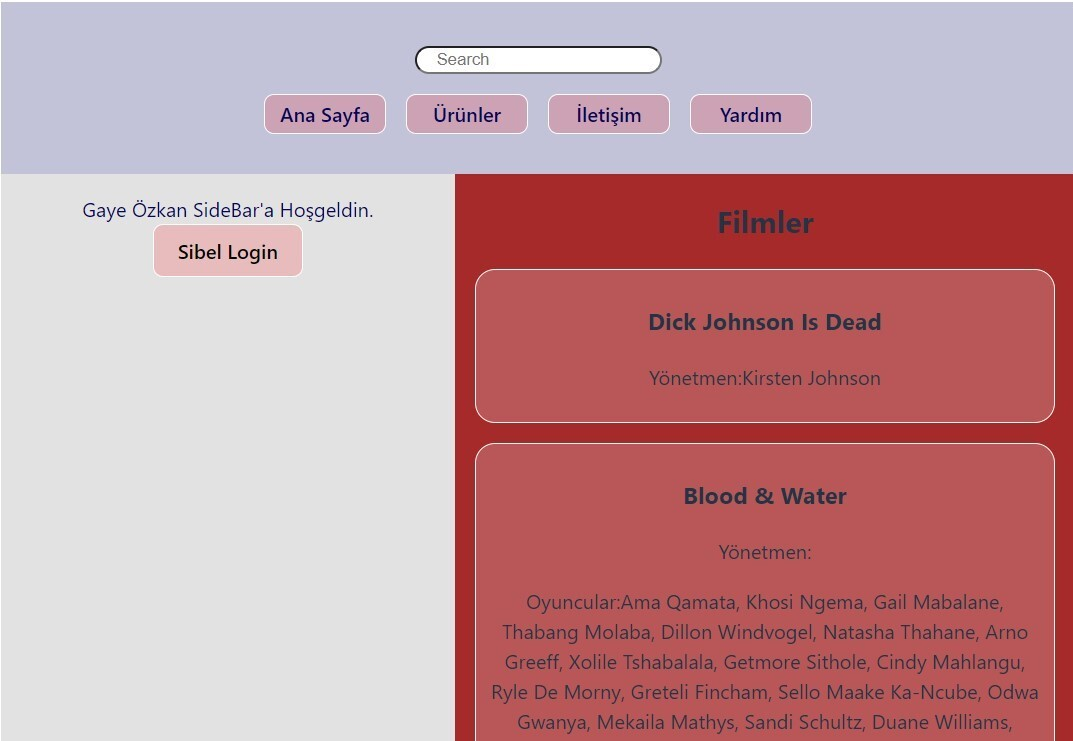 Search
Ana Sayfa Ürünler İletişim Yardım
Gaye Özkan SideBar'a Hoşgeldin.
Sibel Login
Filmler
Dick Johnson Is Dead
Yönetmen:Kirsten Johnson
Blood & Water
Yönetmen:
Oyuncular:Ama Qamata, Khosi Ngema, Gail Mabalane,
Thabang Molaba, Dillon Windvogel, Natasha Thahane, Arno
Greeff, Xolile Tshabalala, Getmore Sithole, Cindy Mahlangu,
Ryle De Morny, Greteli Fincham, Sello Maake Ka-Ncube, Odwa
Gwanya, Mekaila Mathys, Sandi Schultz, Duane Williams,